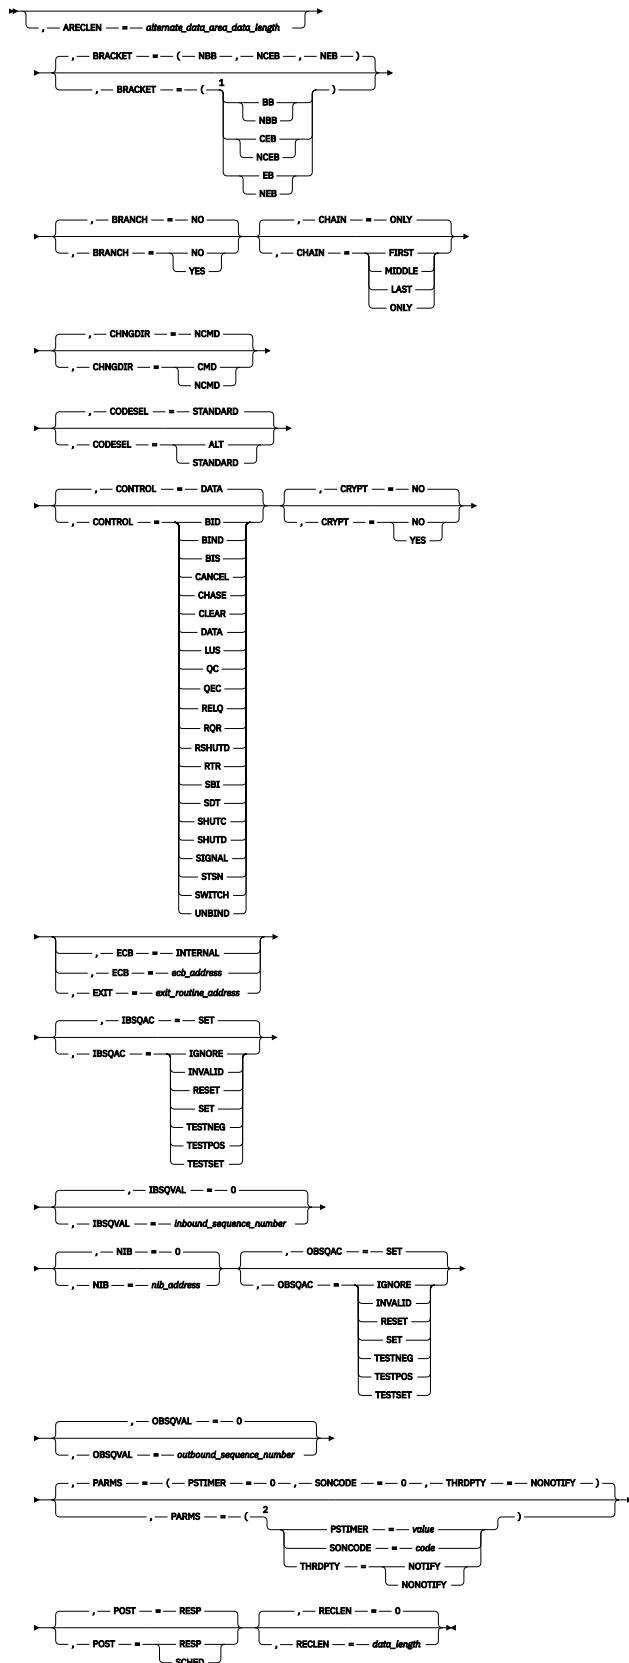 , ARECLEN = alternate_data_area_data_length
, BRACKET = ( NBB , NCEB , NEB )
, BRACKET = ( 1 )
BB
NBB
CEB
NCEB
EB
NEB
, BRANCH = NO , CHAIN = ONLY
, BRANCH = NO , CHAIN = FIRST
YES MIDDLE
LAST
ONLY
, CHNGDIR = NCMD
, CHNGDIR = CMD
NCMD
, CODESEL = STANDARD
, CODESEL = ALT
STANDARD
, CONTROL = DATA , CRYPT = NO
, CONTROL = BID , CRYPT = NO
BIND YES
BIS
CANCEL
CHASE
CLEAR
DATA
LUS
QC
QEC
RELQ
RQR
RSHUTD
RTR
SBI
SDT
SHUTC
SHUTD
SIGNAL
STSN
SWITCH
UNBIND
, ECB = INTERNAL
, ECB = ecb_address
, EXIT = exit_routine_address
, IBSQAC = SET
, IBSQAC = IGNORE
INVALID
RESET
SET
TESTNEG
TESTPOS
TESTSET
, IBSQVAL = 0
, IBSQVAL = inbound_sequence_number
, NIB = 0 , OBSQAC = SET
, NIB = nib_address , OBSQAC = IGNORE
INVALID
RESET
SET
TESTNEG
TESTPOS
TESTSET
, OBSQVAL = 0
, OBSQVAL = outbound_sequence_number
, PARMS = ( PSTIMER = 0 , SONCODE = 0 , THRDPTY = NONOTIFY )
, PARMS = ( 2 )
PSTIMER = value
SONCODE = code
THRDPTY = NOTIFY
NONOTIFY
, POST = RESP , RECLEN = 0
, POST = RESP , RECLEN = data_length
SCHED